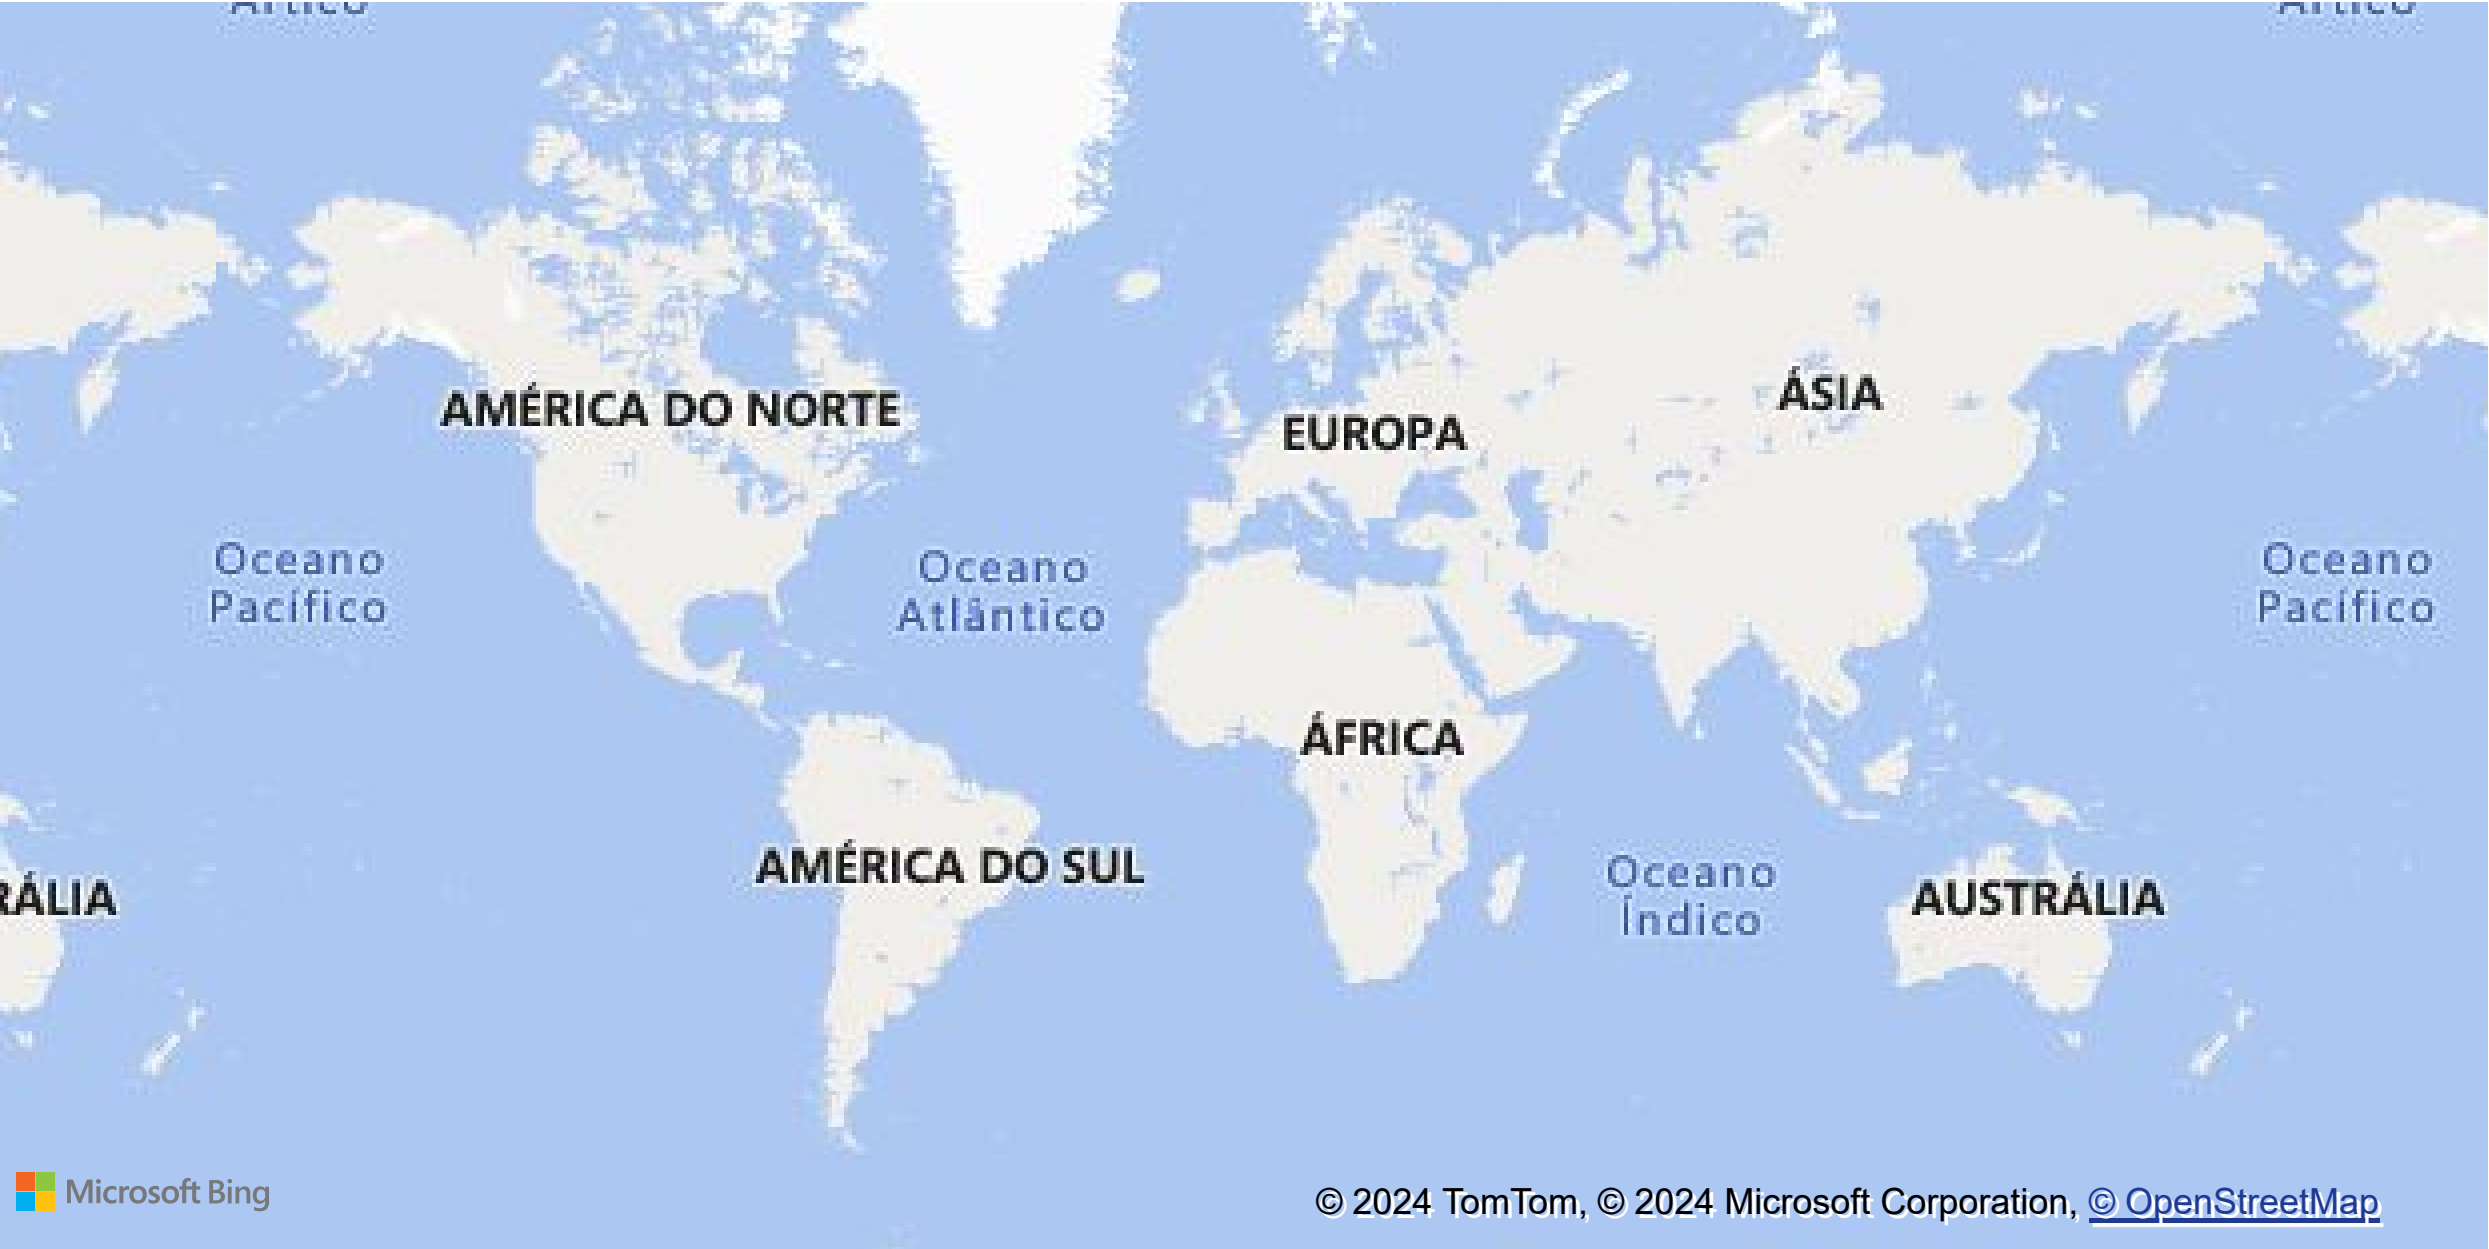 AMÉRICA DO NORTE
ÁSIA
EUROPA
Oceano
Pacífico
Oceano
Atlântico
Oceano
Pacífico
ÁFRICA
AMÉRICA DO SUL
Oceano
Índico
RÁLIA
AUSTRÁLIA
Microsoft Bing
© 2024 TomTom, © 2024 Microsoft Corporation, © OpenStreetMap